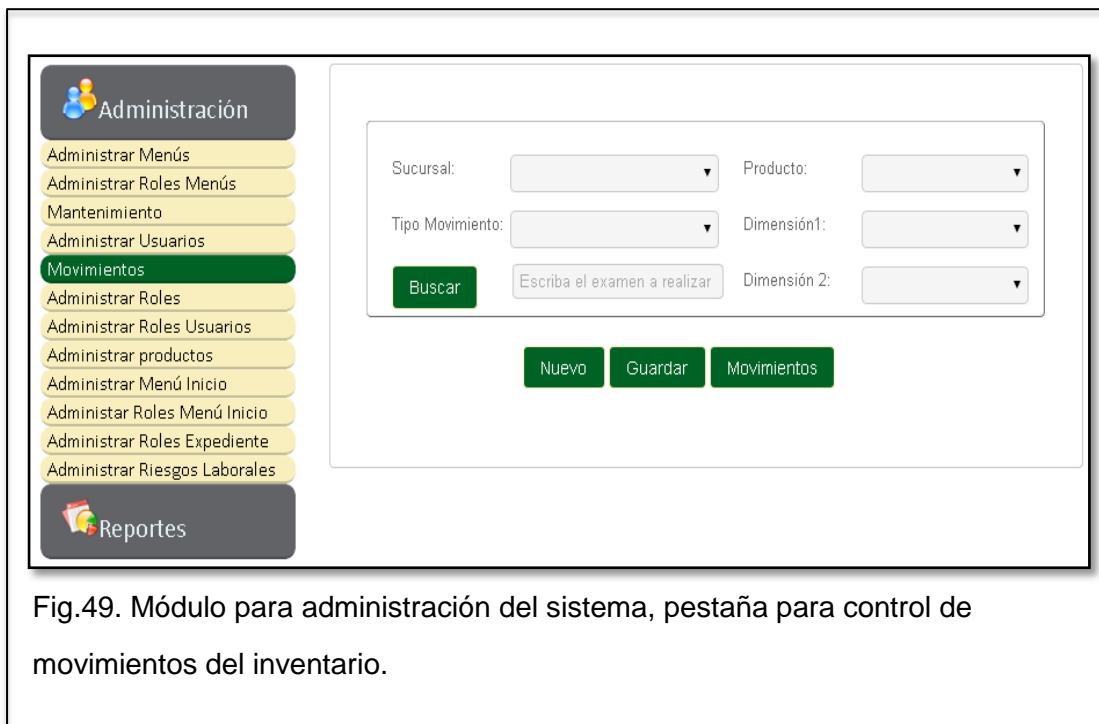 Administración
Administrar Menús
Administrar Roles Menús
Mantenimiento
Administrar Usuarios
Movimientos
Administrar Roles
Administrar Roles Usuarios
Administrar productos
Administrar Menú Inicio
Administar Roles Menú Inicio
Administrar Roles Expediente
Administrar Riesgos Laborales
Reportes
Sucursal: Producto:
Tipo Movimiento: Dimensión1:
Buscar Escriba el examen a realizar Dimensión 2:
Nuevo Guardar Movimientos
Fig.49. Módulo para administración del sistema, pestaña para control de
movimientos del inventario.